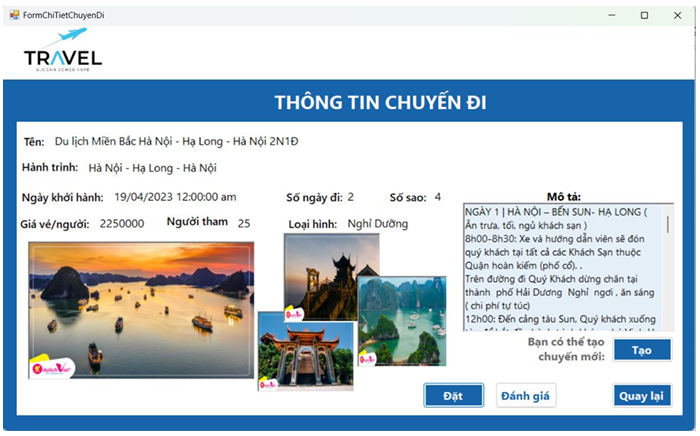 FormChiTietChuyenDi
TRAVEL
SLOGAN COMES HERE
THÔNG TIN CHUYẾN ĐI
Tên: Du lịch Miền Bắc Hà Nội - Hạ Long - Hà Nội 2N1Đ
Hành trình: Hà Nội - Hạ Long - Hà Nội
Ngày khởi hành: 19/04/2023 12:00:00 am Số ngày đi: 2 Số sao: 4
Giá vé/người: 2250000 Người tham 25 Loại hình: Nghỉ Dưỡng
Mô tả:
NGÀY 1 | HÀ NỘI – BẾN SUN- HẠ LONG (
Ăn trưa, tối, ngủ khách sạn )
8h00-8h30: Xe và hướng dẫn viên sẽ đón
quý khách tại tất cả các Khách Sạn thuộc
Quận hoàn kiếm (phố cổ). .
Trên đường đi Quý Khách dừng chân tại
thành phố Hải Dương Nghỉ ngơi , ăn sáng
( chi phí tự túc)
12h00: Đến cảng tàu Sun, Quý khách xuống
Bạn có thể tạo
chuyến mới:
Tạo
Đặt
Đánh giá
Quay lại